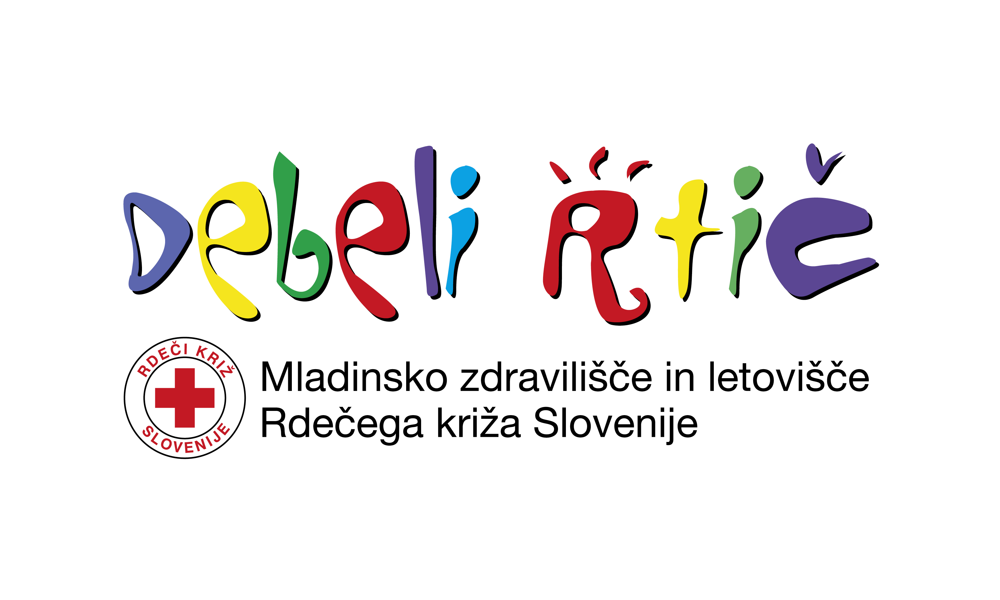 Debeli Rtič
RDEČI KRIŽ
SLOVENIJE
Mladinsko zdravilišče in letovišče
Rdečega križa Slovenije